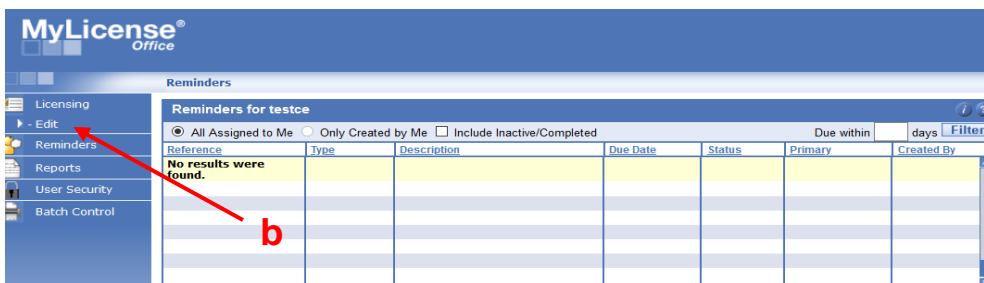 MyLicense®
Office
Reminders
Licensing
- Edit
Reminders
Reports
User Security
Batch Control
Reminders for testce
All Assigned to Me Only Created by Me Include Inactive/Completed Due within days Filter
Reference Type Description Due Date Status Primary Created By
No results were
found.
b